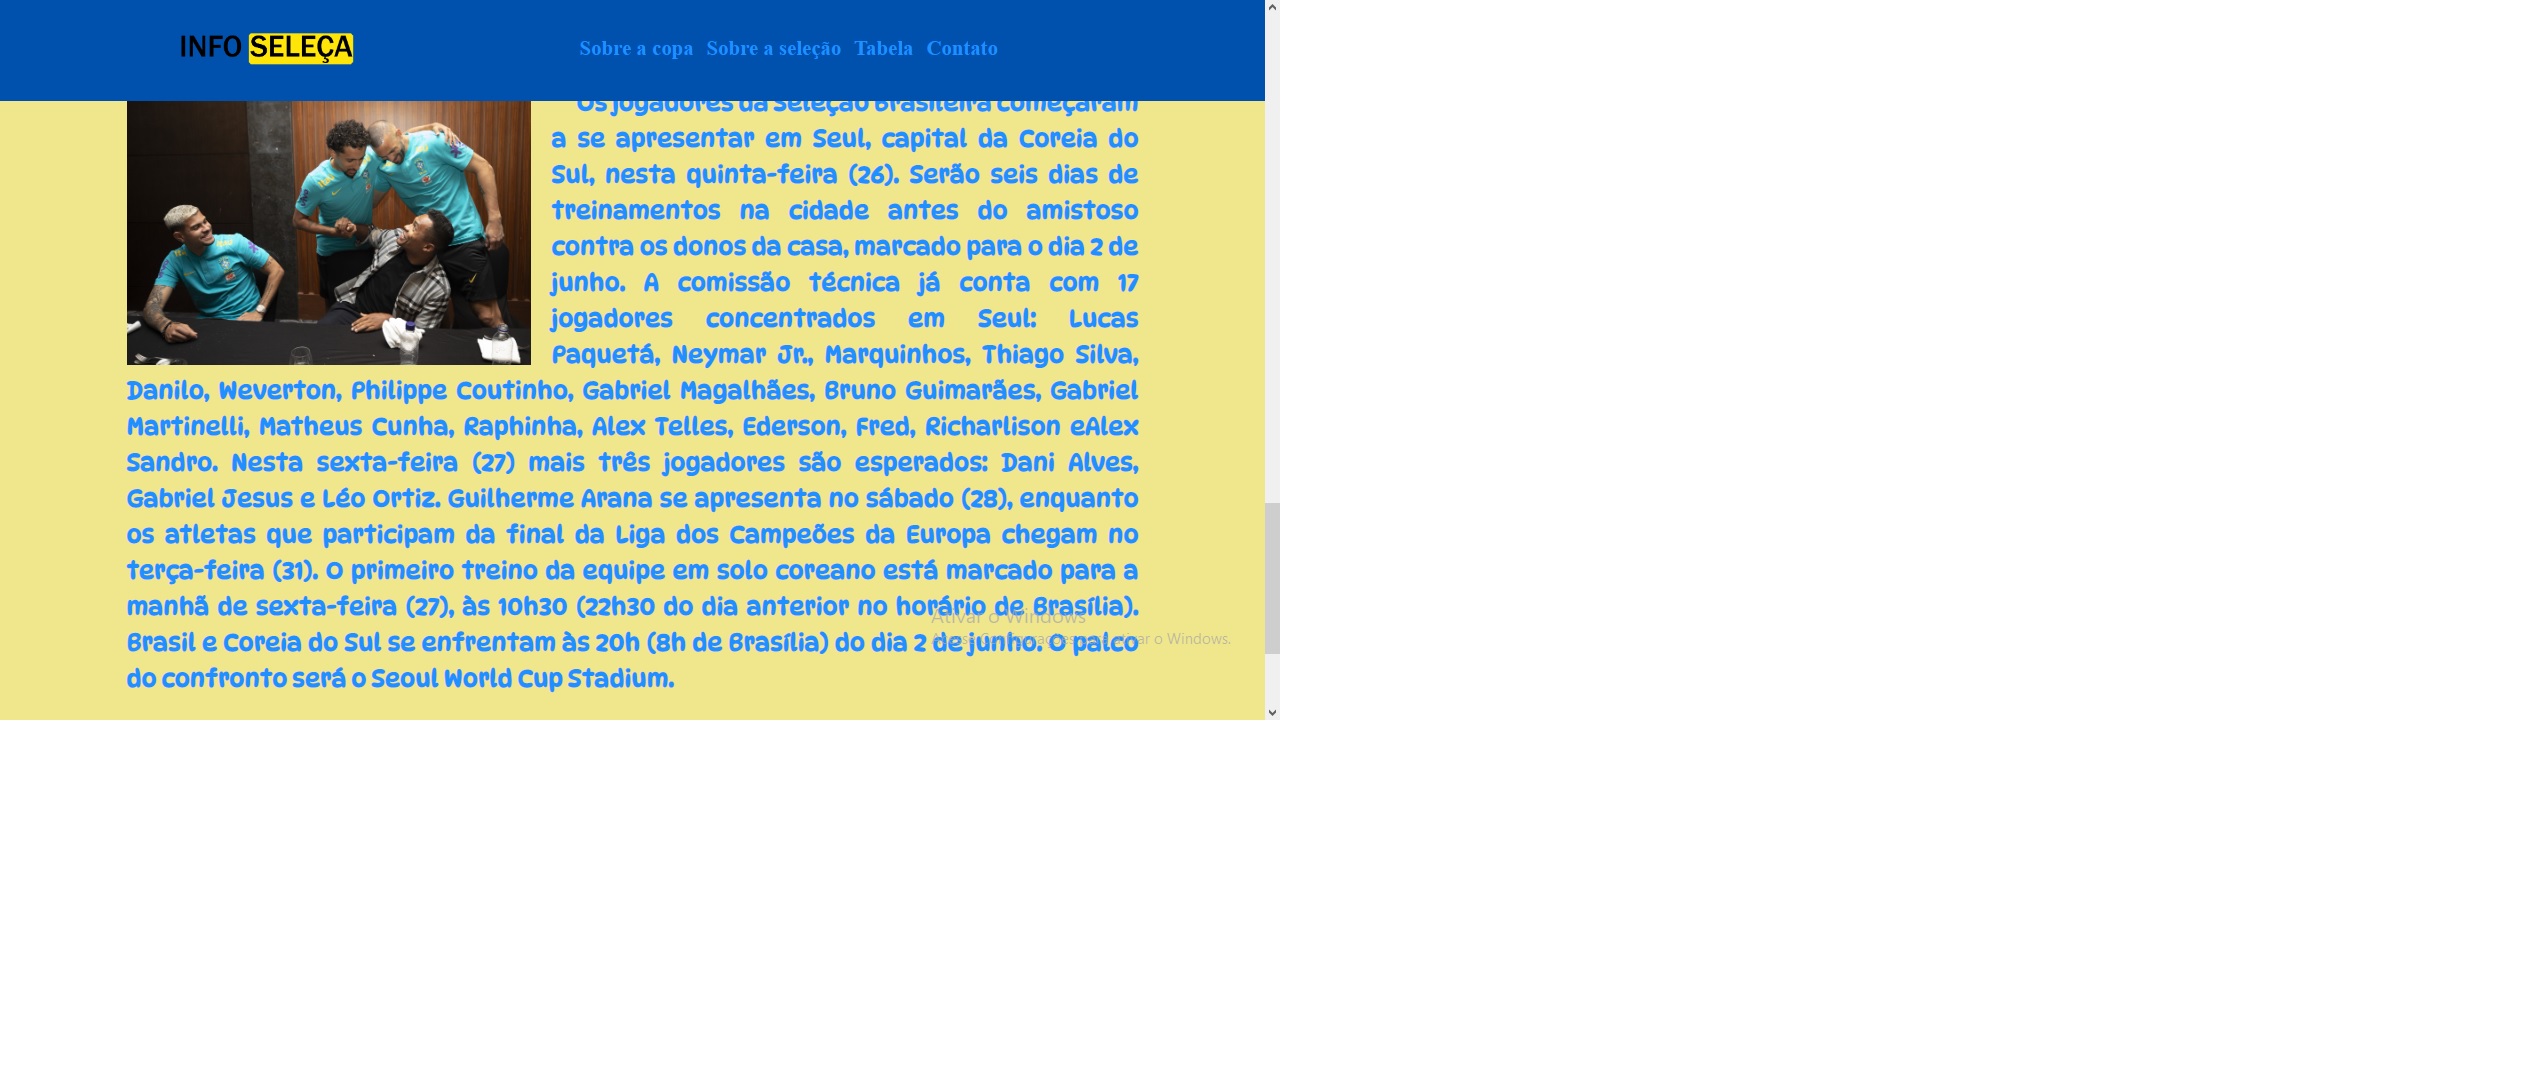 INFO SELEÇA
Sobre a copa Sobre a seleção Tabela Contato
Os jogadores da Seleção Brasileira começaram
a se apresentar em Seul, capital da Coreia do
Sul, nesta quinta-feira (26). Serão seis dias de
treinamentos na cidade antes do amistoso
contra os donos da casa, marcado para o dia 2 de
junho. A comissão técnica já conta com 17
jogadores concentrados em Seul: Lucas
Paquetá, Neymar Jr., Marquinhos, Thiago Silva,
Danilo, Weverton, Philippe Coutinho, Gabriel Magalhães, Bruno Guimarães, Gabriel
Martinelli, Matheus Cunha, Raphinha, Alex Telles, Ederson, Fred, Richarlison eAlex
Sandro. Nesta sexta-feira (27) mais três jogadores são esperados: Dani Alves,
Gabriel Jesus e Léo Ortiz. Guilherme Arana se apresenta no sábado (28), enquanto
os atletas que participam da final da Liga dos Campeões da Europa chegam no
terça-feira (31). O primeiro treino da equipe em solo coreano está marcado para a
manhã de sexta-feira (27), às 10h30 (22h30 do dia anterior no horário de Brasília).
Brasil e Coreia do Sul se enfrentam às 20h (8h de Brasília) do dia 2 de junho. O palco
do confronto será o Seoul World Cup Stadium.
Ativar o Windows
Acesse Configurações para ativar o Windows.